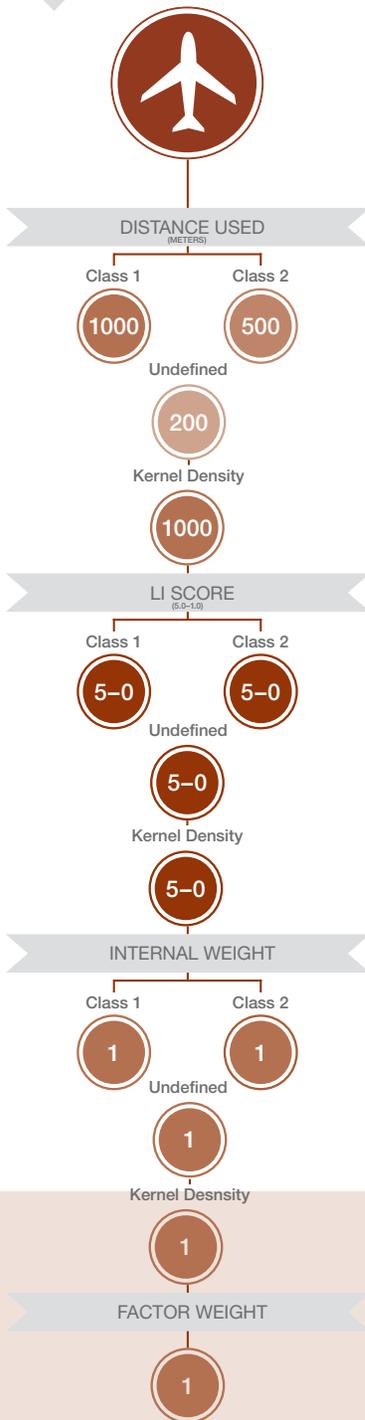 DISTANCE USED
(METERS)
Class 1 Class 2
1000 500
Undefined
200
Kernel Density
1000
LI SCORE
(5.0–1.0)
Class 1 Class 2
5–0 5–0
Undefined
5–0
Kernel Density
5–0
INTERNAL WEIGHT
Class 1 Class 2
1 1
Undefined
1
Kernel Desnsity
1
FACTOR WEIGHT
1